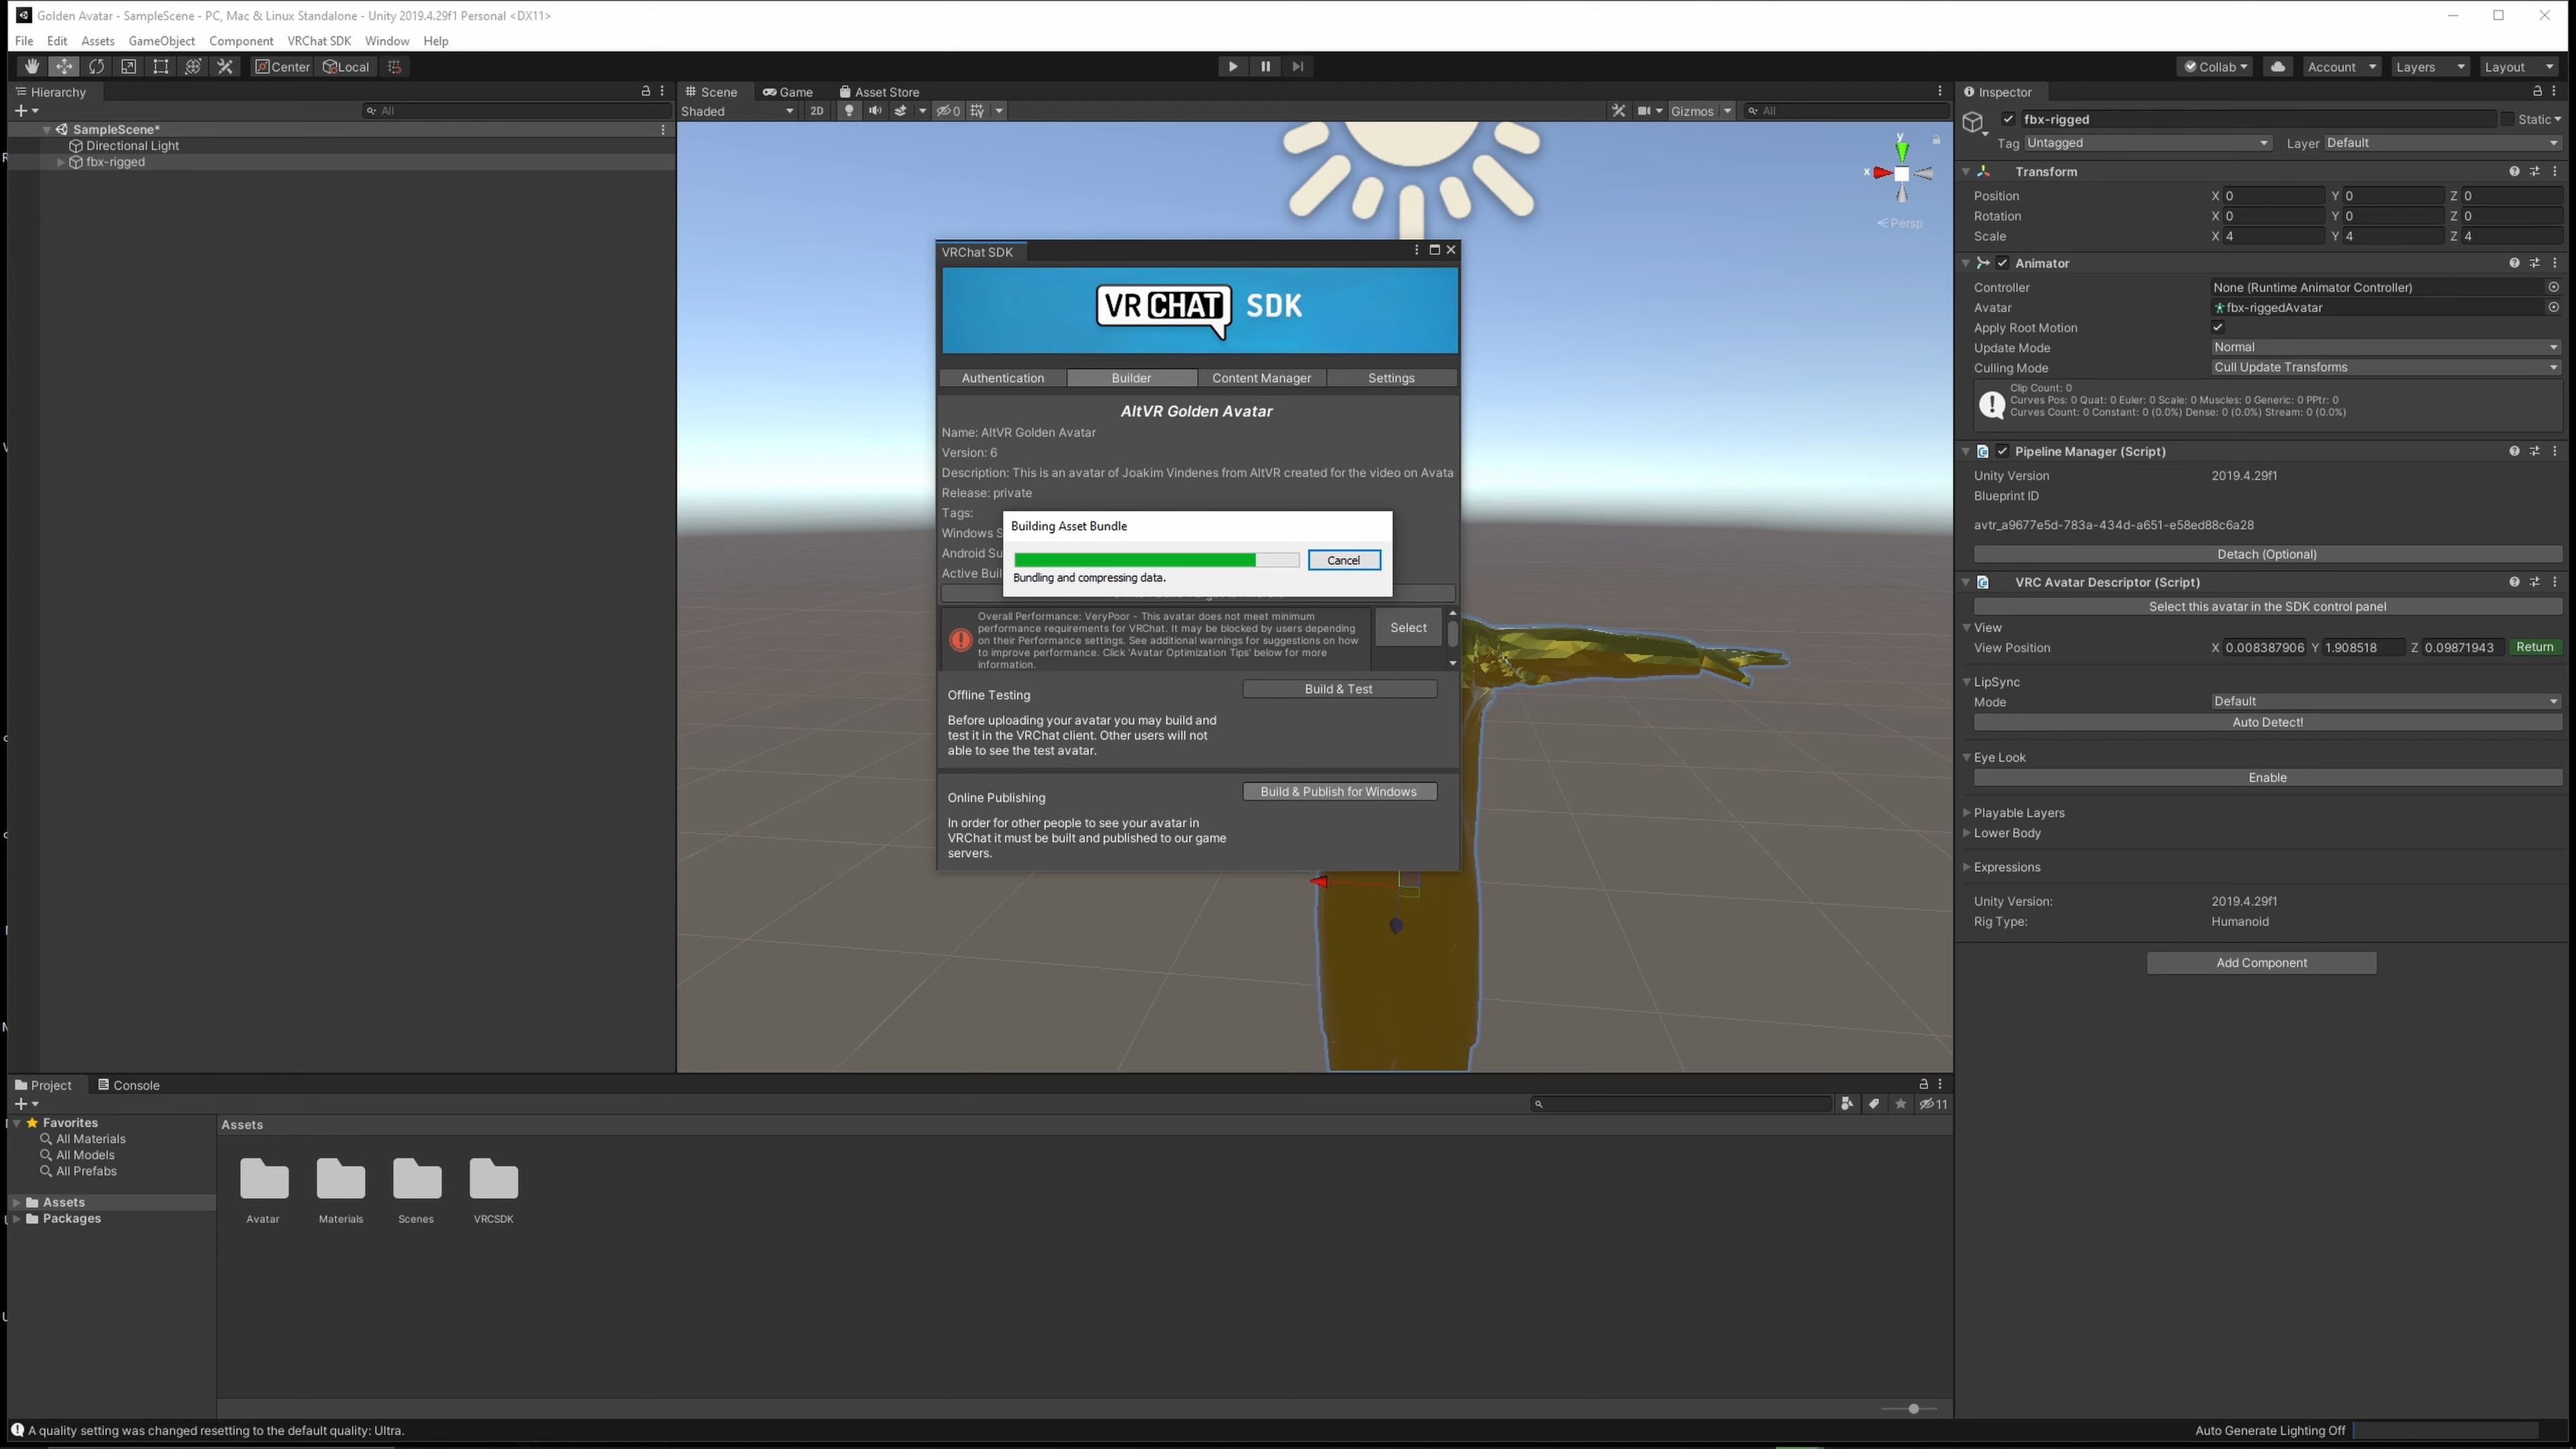 Golden Avatar - SampleScene - PC, Mac & Linux Standalone - Unity 2019.4.29f1 Personal <DX11>
File Edit Assets GameObject Component VRChat SDK Window Help
Center Local
Collab Account Layers Layout
Hierarchy
All
SampleScene*
Directional Light
fbx-rigged
Scene Game Asset Store
Shaded 2D 0 Gizmos All
y
x
Persp
VRChat SDK
VR CHAT SDK
Authentication Builder Content Manager Settings
AltVR Golden Avatar
Name: AltVR Golden Avatar
Version: 6
Description: This is an avatar of Joakim Vindenes from AltVR created for the video on Avata
Release: private
Tags:
Windows S
Android Su
Active Buil
Building Asset Bundle
Cancel
Bundling and compressing data.
Overall Performance: VeryPoor - This avatar does not meet minimum
performance requirements for VRChat. It may be blocked by users depending
on their Performance settings. See additional warnings for suggestions on how
to improve performance. Click 'Avatar Optimization Tips' below for more
information.
Select
Offline Testing
Build & Test
Before uploading your avatar you may build and
test it in the VRChat client. Other users will not
able to see the test avatar.
Online Publishing
Build & Publish for Windows
In order for other people to see your avatar in
VRChat it must be built and published to our game
servers.
Inspector
fbx-rigged Static
Tag Untagged Layer Default
Transform
Position X 0 Y 0 Z 0
Rotation X 0 Y 0 Z 0
Scale X 4 Y 4 Z 4
Animator
Controller None (Runtime Animator Controller)
Avatar fbx-riggedAvatar
Apply Root Motion
Update Mode Normal
Culling Mode Cull Update Transforms
Clip Count: 0
Curves Pos: 0 Quat: 0 Euler: 0 Scale: 0 Muscles: 0 Generic: 0 PPtr: 0
Curves Count: 0 Constant: 0 (0.0%) Dense: 0 (0.0%) Stream: 0 (0.0%)
Pipeline Manager (Script)
Unity Version 2019.4.29f1
Blueprint ID
avtr_a9677e5d-783a-434d-a651-e58ed88c6a28
Detach (Optional)
VRC Avatar Descriptor (Script)
Select this avatar in the SDK control panel
View
View Position X 0.008387906 Y 1.908518 Z 0.09871943 Return
LipSync
Mode Default
Auto Detect!
Eye Look
Enable
Playable Layers
Lower Body
Expressions
Unity Version: 2019.4.29f1
Rig Type: Humanoid
Add Component
Project Console
11
Favorites
All Materials
All Models
All Prefabs
Assets
Packages
Assets
Avatar Materials Scenes VRCSDK
A quality setting was changed resetting to the default quality: Ultra.
Auto Generate Lighting Off